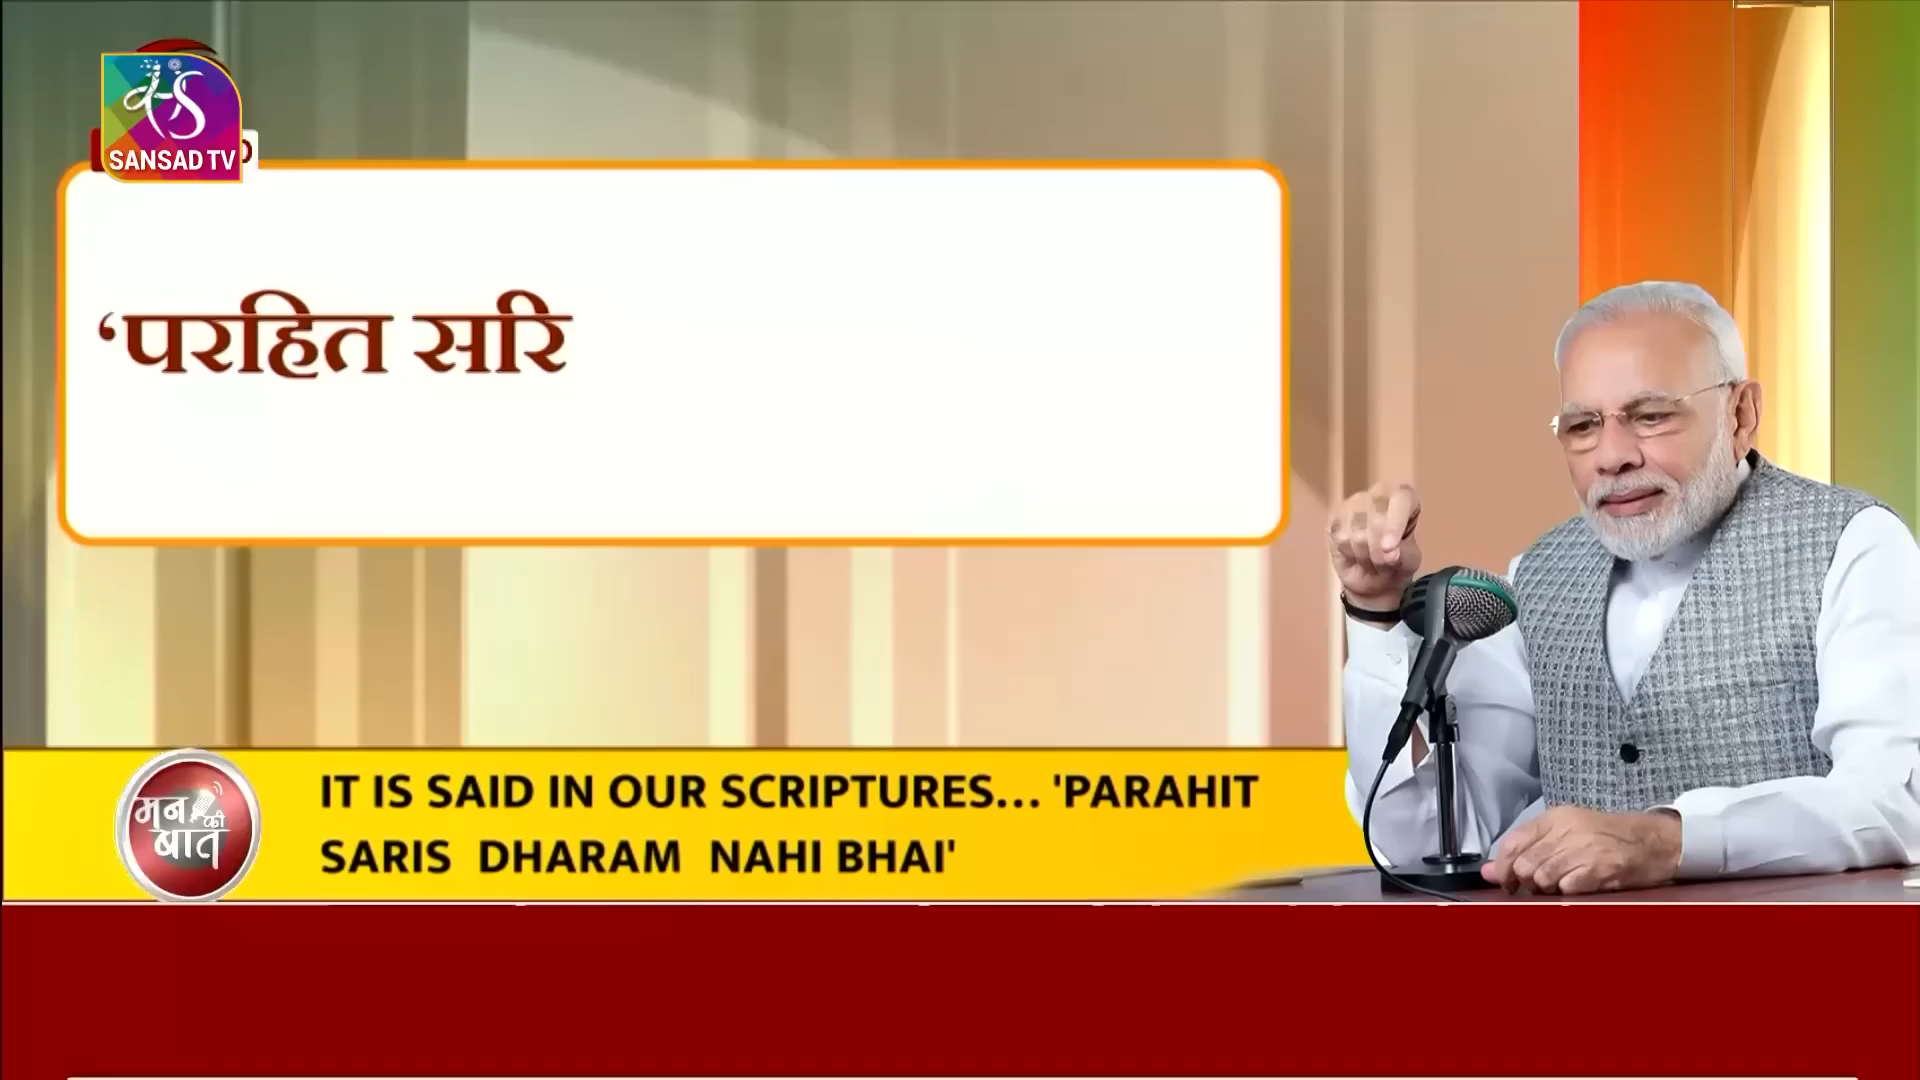 SANSAD TV
‘परहित सरि
मन
की
बात
IT IS SAID IN OUR SCRIPTURES... 'PARAHIT
SARIS DHARAM NAHI BHAI'